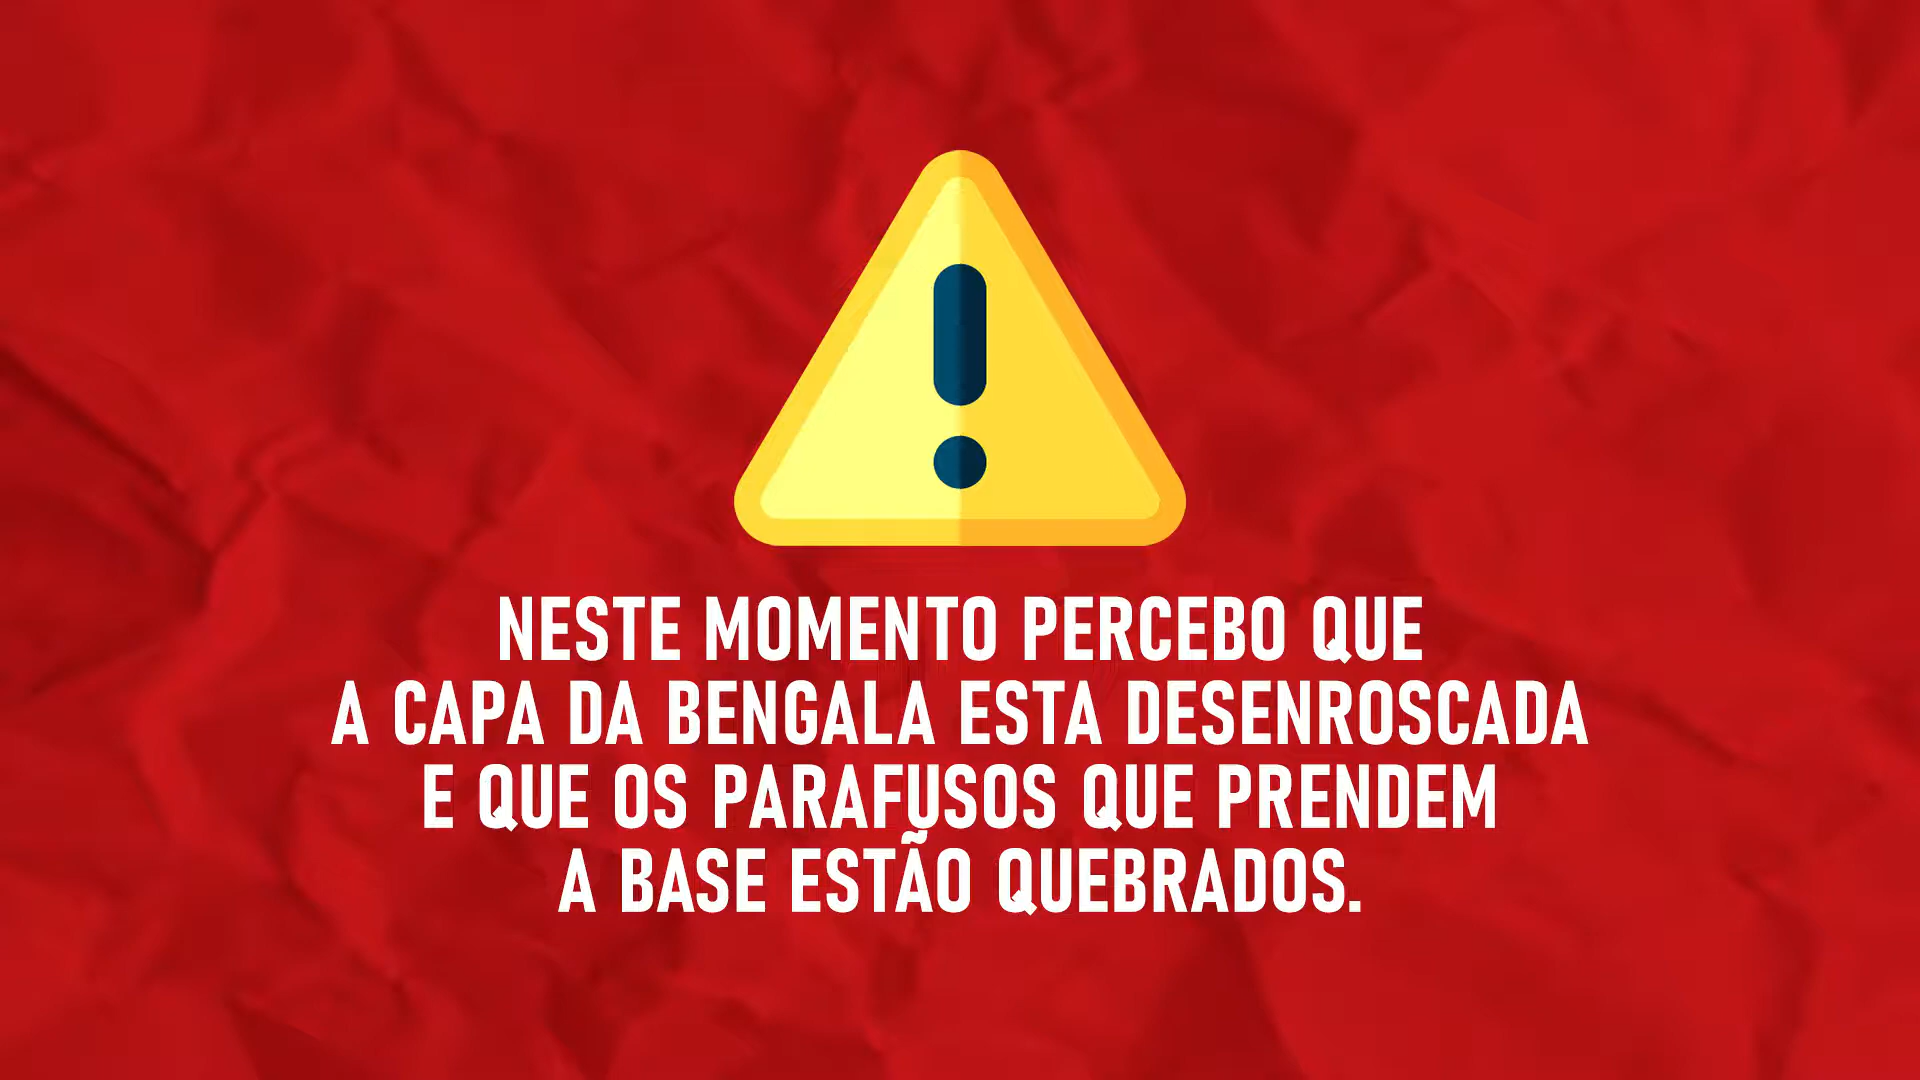 NESTE MOMENTO PERCEBO QUE
A CAPA DA BENGALA ESTA DESENROSCADA
E QUE OS PARAFUSOS QUE PRENDEM
A BASE ESTÃO QUEBRADOS.